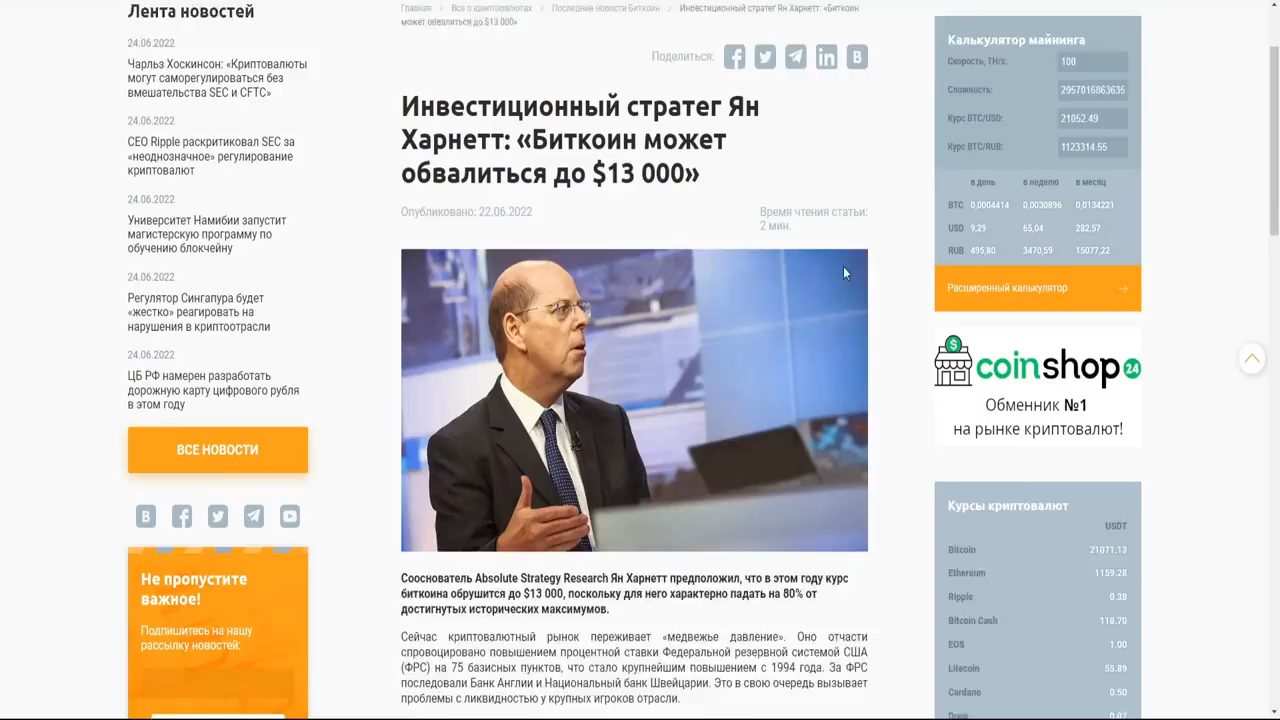 Лента новостей
24.06.2022
Чарльз Хоскинсон: «Криптовалюты
могут саморегулироваться без
вмешательства SEC и CFTC»
24.06.2022
CEO Ripple раскритиковал SEC за
«неоднозначное» регулирование
криптовалют
24.06.2022
Университет Намибии запустит
магистерскую программу по
обучению блокчейну
24.06.2022
Регулятор Сингапура будет
«жестко» реагировать на
нарушения в криптоотрасли
24.06.2022
ЦБ РФ намерен разработать
дорожную карту цифрового рубля
в этом году
ВСЕ НОВОСТИ
Не пропустите
важное!
Подпишитесь на нашу
рассылку новостей:
Главная > Все о криптовалютах > Последние новости Биткоин > Инвестиционный стратег Ян Харнетт: «Биткоин
может обвалиться до $13 000»
Поделиться:
Инвестиционный стратег Ян
Харнетт: «Биткоин может
обвалиться до $13 000»
Опубликовано: 22.06.2022
Время чтения статьи:
2 мин.
Сооснователь Absolute Strategy Research Ян Харнетт предположил, что в этом году курс
биткоина обрушится до $13 000, поскольку для него характерно падать на 80% от
достигнутых исторических максимумов.
Сейчас криптовалютный рынок переживает «медвежье давление». Оно отчасти
спровоцировано повышением процентной ставки Федеральной резервной системой США
(ФРС) на 75 базисных пунктов, что стало крупнейшим повышением с 1994 года. За ФРС
последовали Банк Англии и Национальный банк Швейцарии. Это в свою очередь вызывает
проблемы с ликвидностью у крупных игроков отрасли.
Калькулятор майнинга
Скорость, TH/s: 100
Сложность: 2957016863635
Курс BTC/USD: 21052.49
Курс BTC/RUB: 1123314.55
в день в неделю в месяц
BTC 0,0004414 0,0030896 0,0134221
USD 9,29 65,04 282,57
RUB 495,80 3470,59 15077,22
Расширенный калькулятор →
coinshop 24
Обменник №1
на рынке криптовалют!
Курсы криптовалют
USDT
Bitcoin 21071.13
Ethereum 1159.28
Ripple 0.38
Bitcoin Cash 118.70
EOS 1.00
Litecoin 55.89
Cardano 0.50